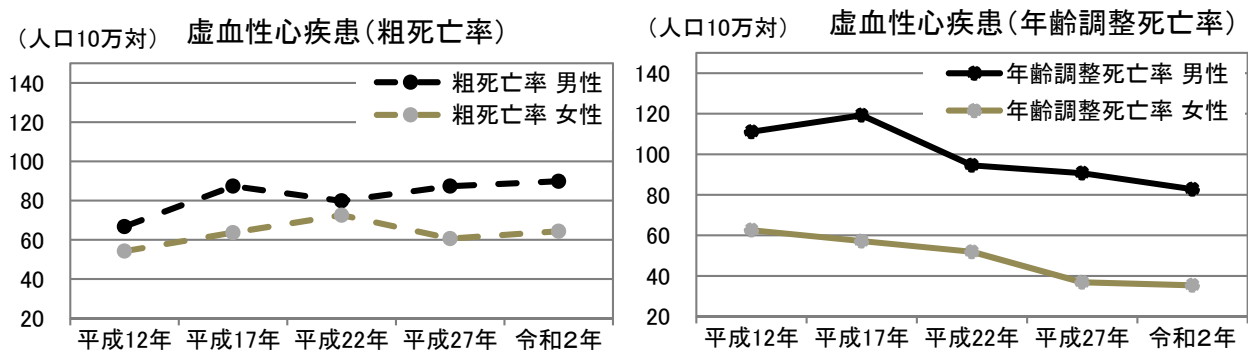 (人口10万対) 虚血性心疾患(粗死亡率)
140
120
100
80
60
40
20
粗死亡率 男性
粗死亡率 女性
平成12年 平成17年 平成22年 平成27年 令和2年
(人口10万対) 虚血性心疾患(年齢調整死亡率)
140
120
100
80
60
40
20
年齢調整死亡率 男性
年齢調整死亡率 女性
平成12年 平成17年 平成22年 平成27年 令和2年